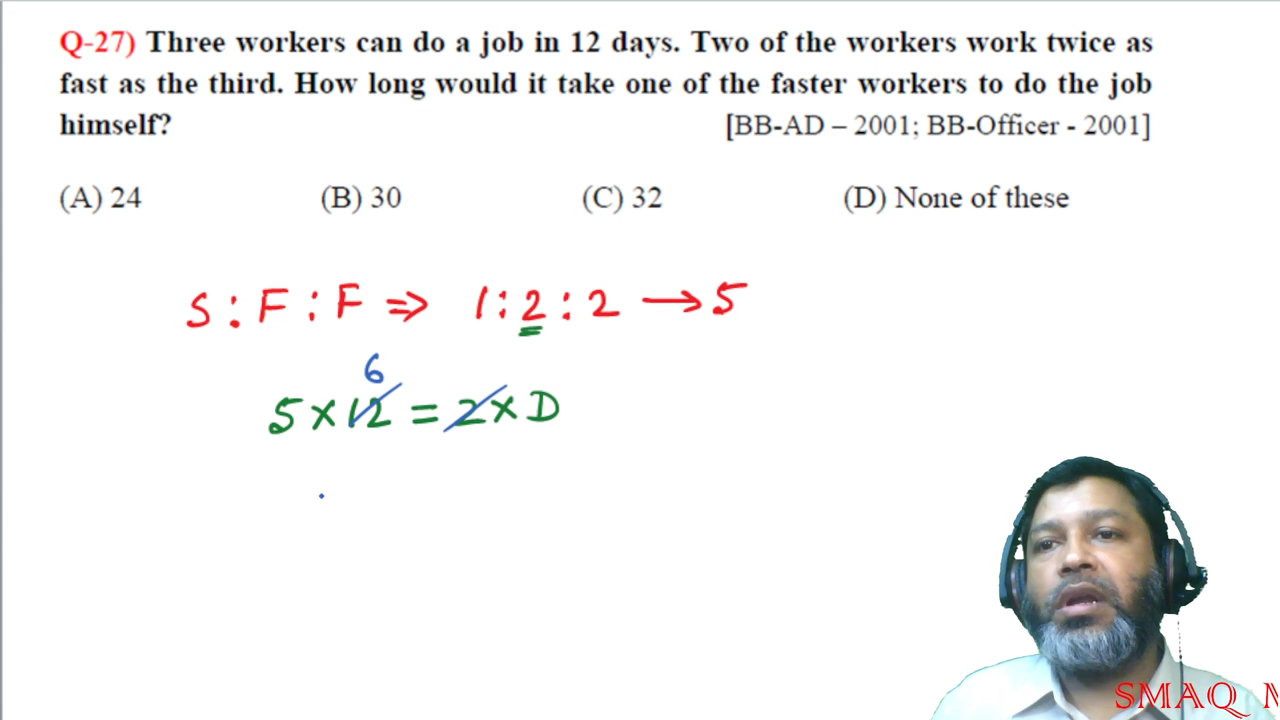 Q-27) Three workers can do a job in 12 days. Two of the workers work twice as
fast as the third. How long would it take one of the faster workers to do the job
himself? [BB-AD – 2001; BB-Officer - 2001]
(A) 24 (B) 30 (C) 32 (D) None of these
S : F : F ⇒ 1 : 2 : 2 → 5
6
5 × 12 = 2 × D
SMAQ